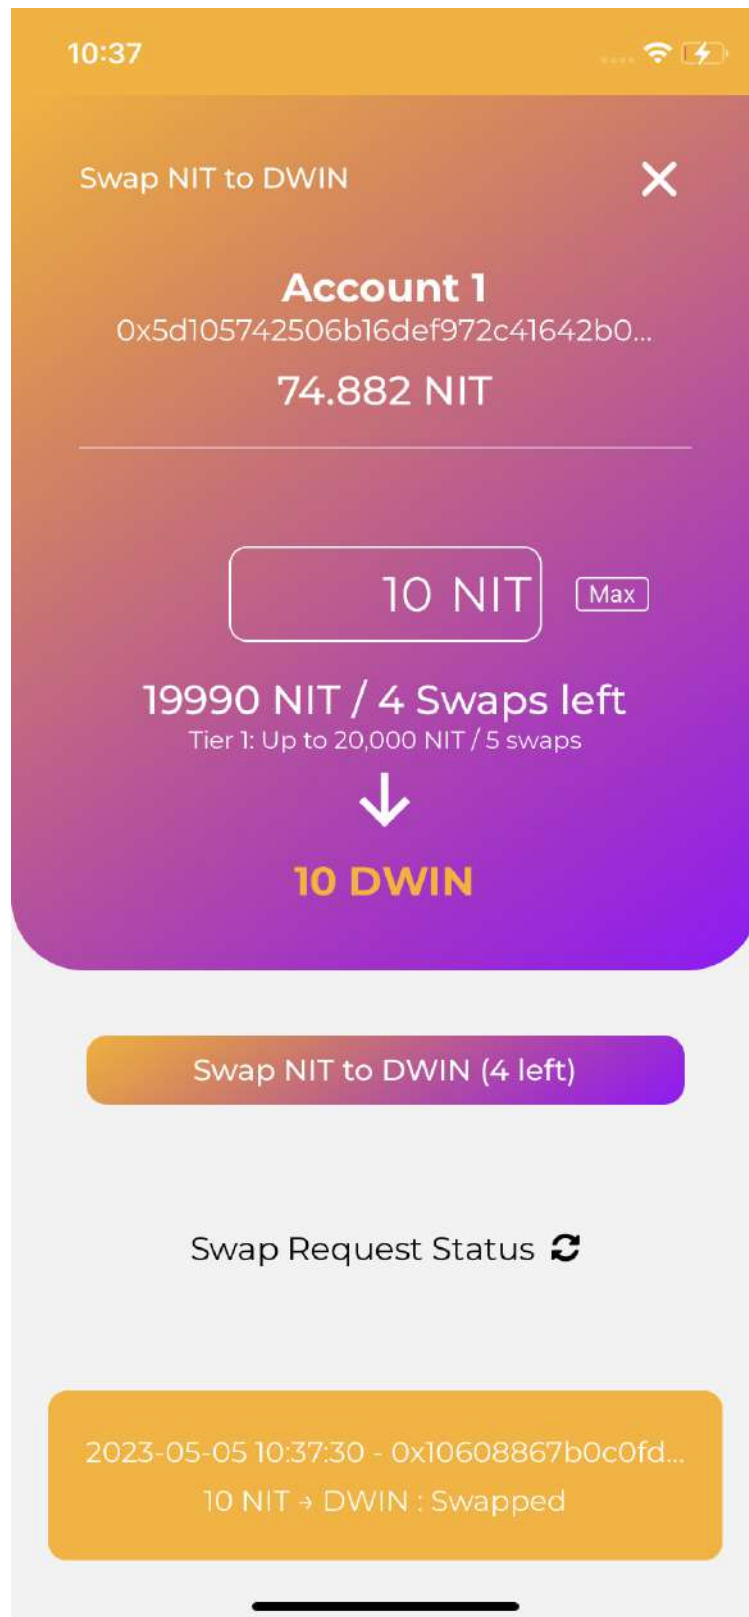 10:37
Swap NIT to DWIN
Account 1
0x5d105742506b16def972c41642b0...
74.882 NIT
10 NIT
Max
19990 NIT / 4 Swaps left
Tier 1: Up to 20,000 NIT / 5 swaps
10 DWIN
Swap NIT to DWIN (4 left)
Swap Request Status
2023-05-05 10:37:30 - 0x10608867b0c0fd...
10 NIT → DWIN : Swapped